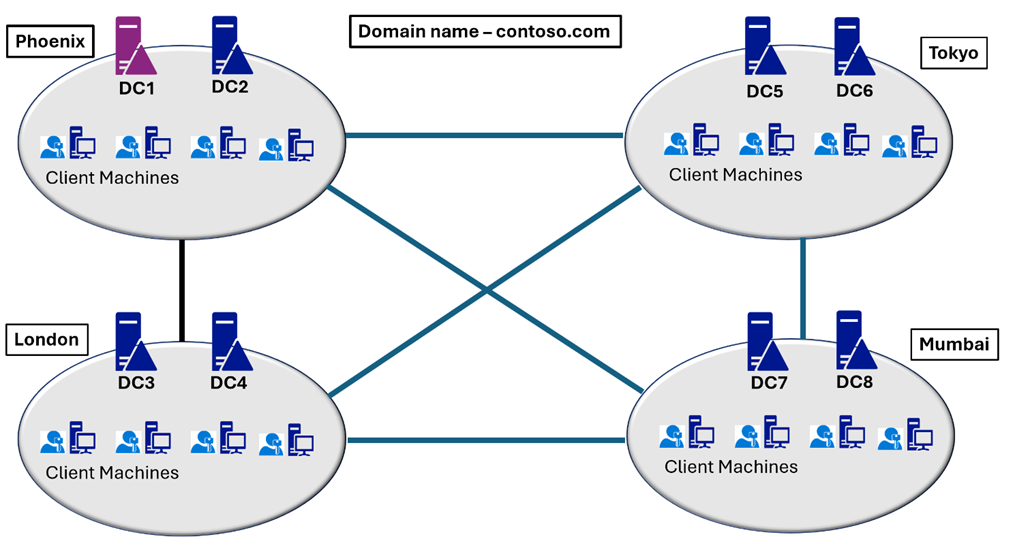 Domain name – contoso.com
Phoenix
DC1
DC2
Client Machines
Tokyo
DC5
DC6
Client Machines
London
DC3
DC4
Client Machines
Mumbai
DC7
DC8
Client Machines